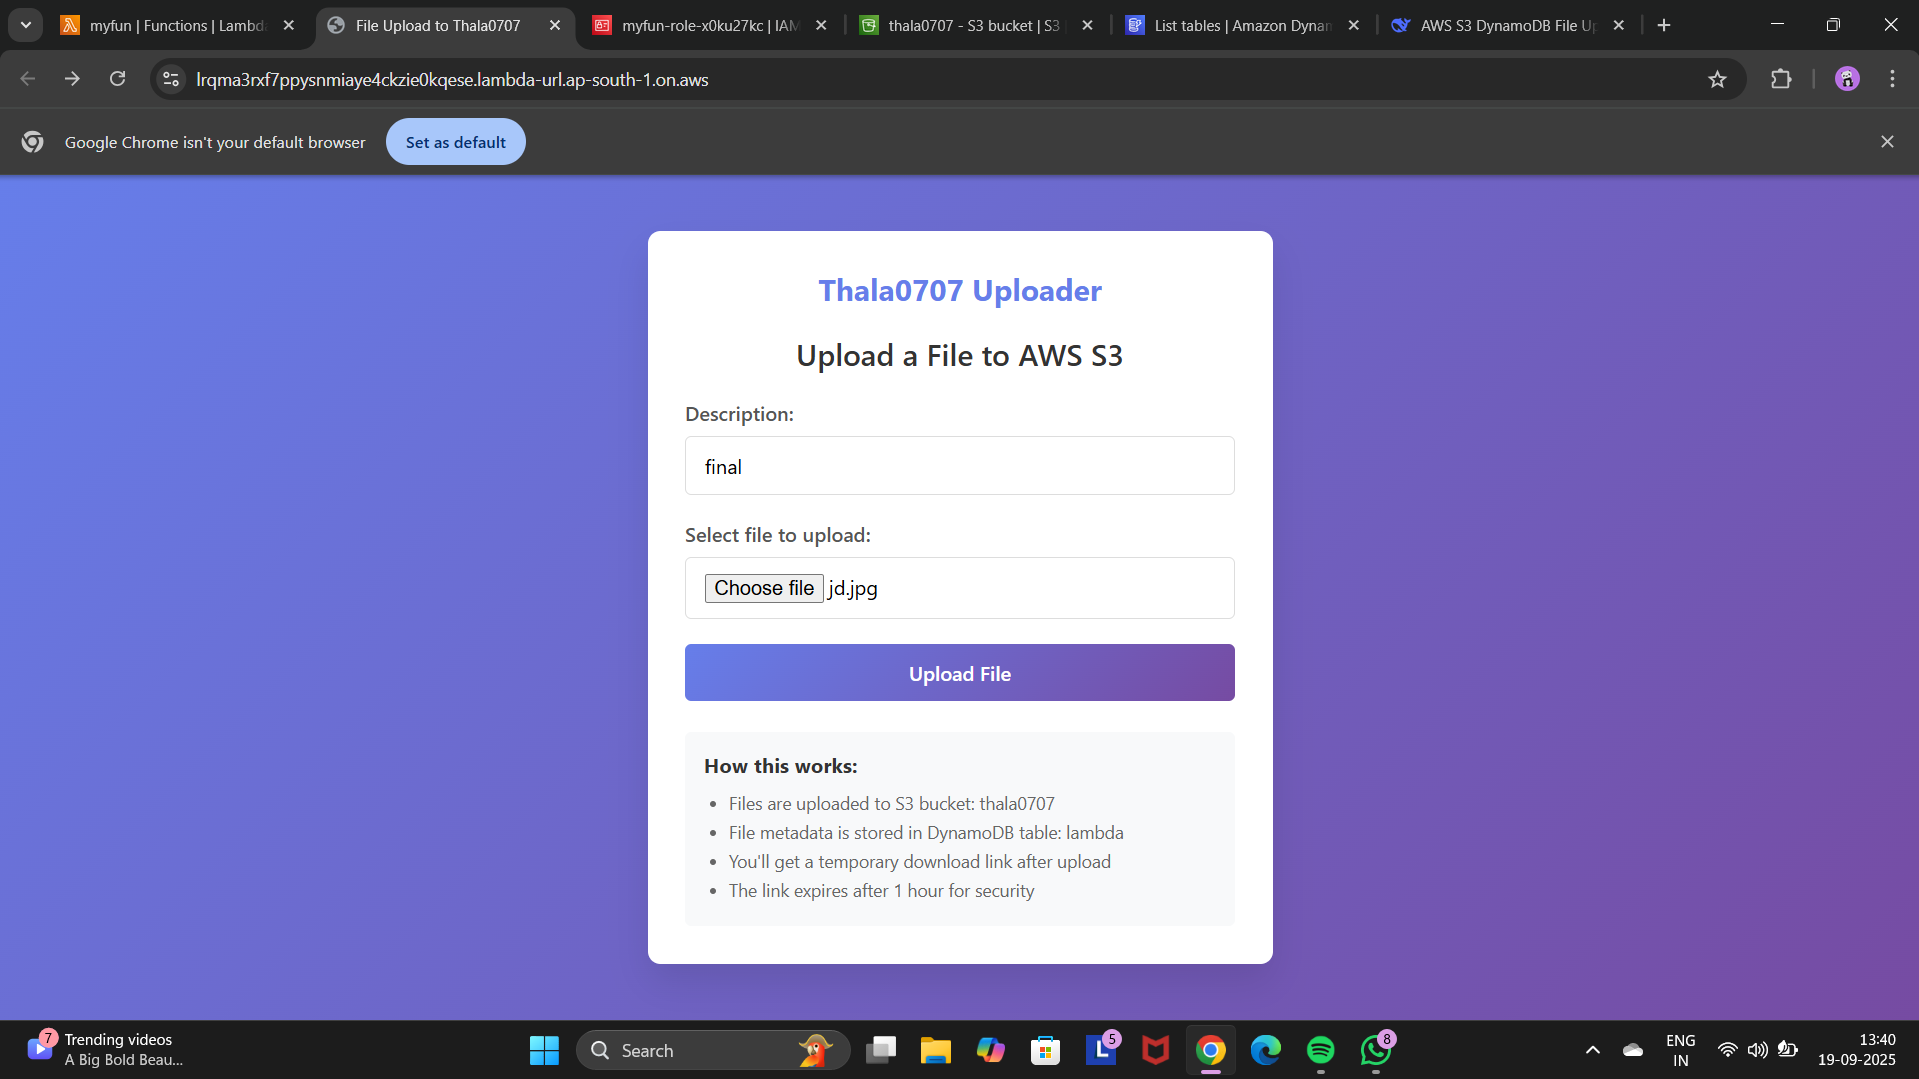 myfun | Functions | Lambd
File Upload to Thala0707
myfun-role-x0ku27kc | IAM
thala0707 - S3 bucket | S3
List tables | Amazon Dynan
AWS S3 DynamoDB File Up
lrqma3rxf7ppysnmiaye4ckzie0kqese.lambda-url.ap-south-1.on.aws
Google Chrome isn't your default browser
Set as default
Thala0707 Uploader
Upload a File to AWS S3
Description:
final
Select file to upload:
Choose file jd.jpg
Upload File
How this works:
• Files are uploaded to S3 bucket: thala0707
• File metadata is stored in DynamoDB table: lambda
• You'll get a temporary download link after upload
• The link expires after 1 hour for security
7
Trending videos
A Big Bold Beau...
Search
L
5
8
ENG
IN
13:40
19-09-2025